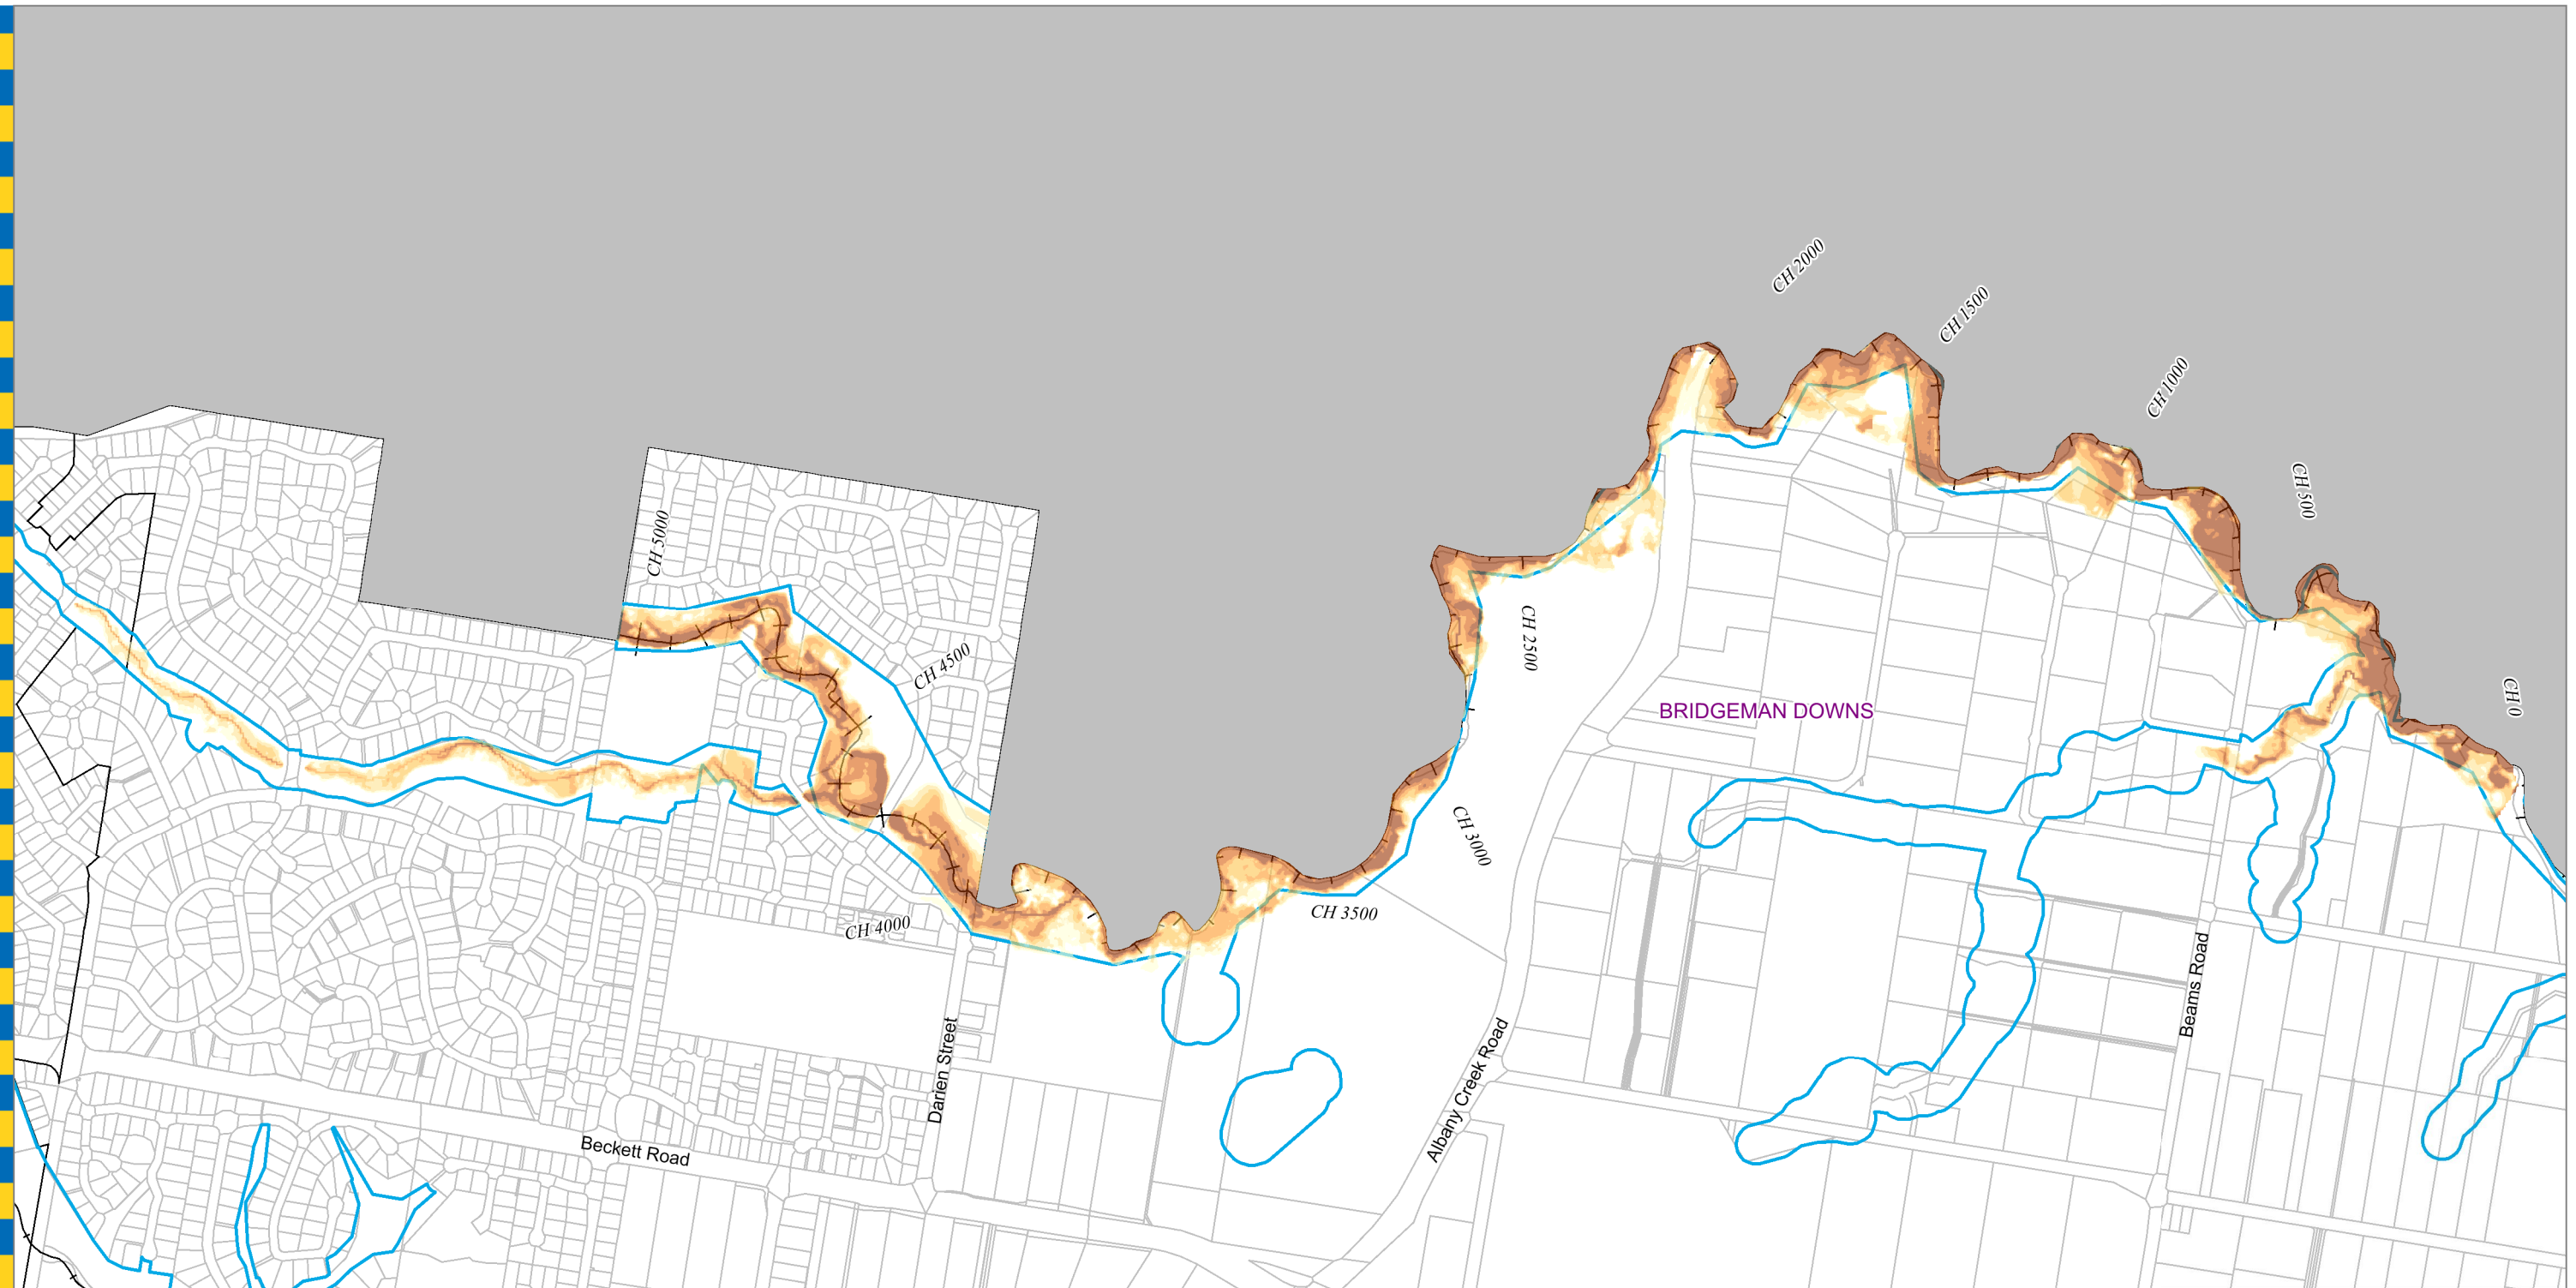 CH 2000
CH 1500
CH 1000
CH 500
CH 5000
CH 2500
CH 4500
CH 0
BRIDGEMAN DOWNS
CH 3000
CH 3500
CH 4000
Beams Road
Darien Street
Albany Creek Road
Beckett Road